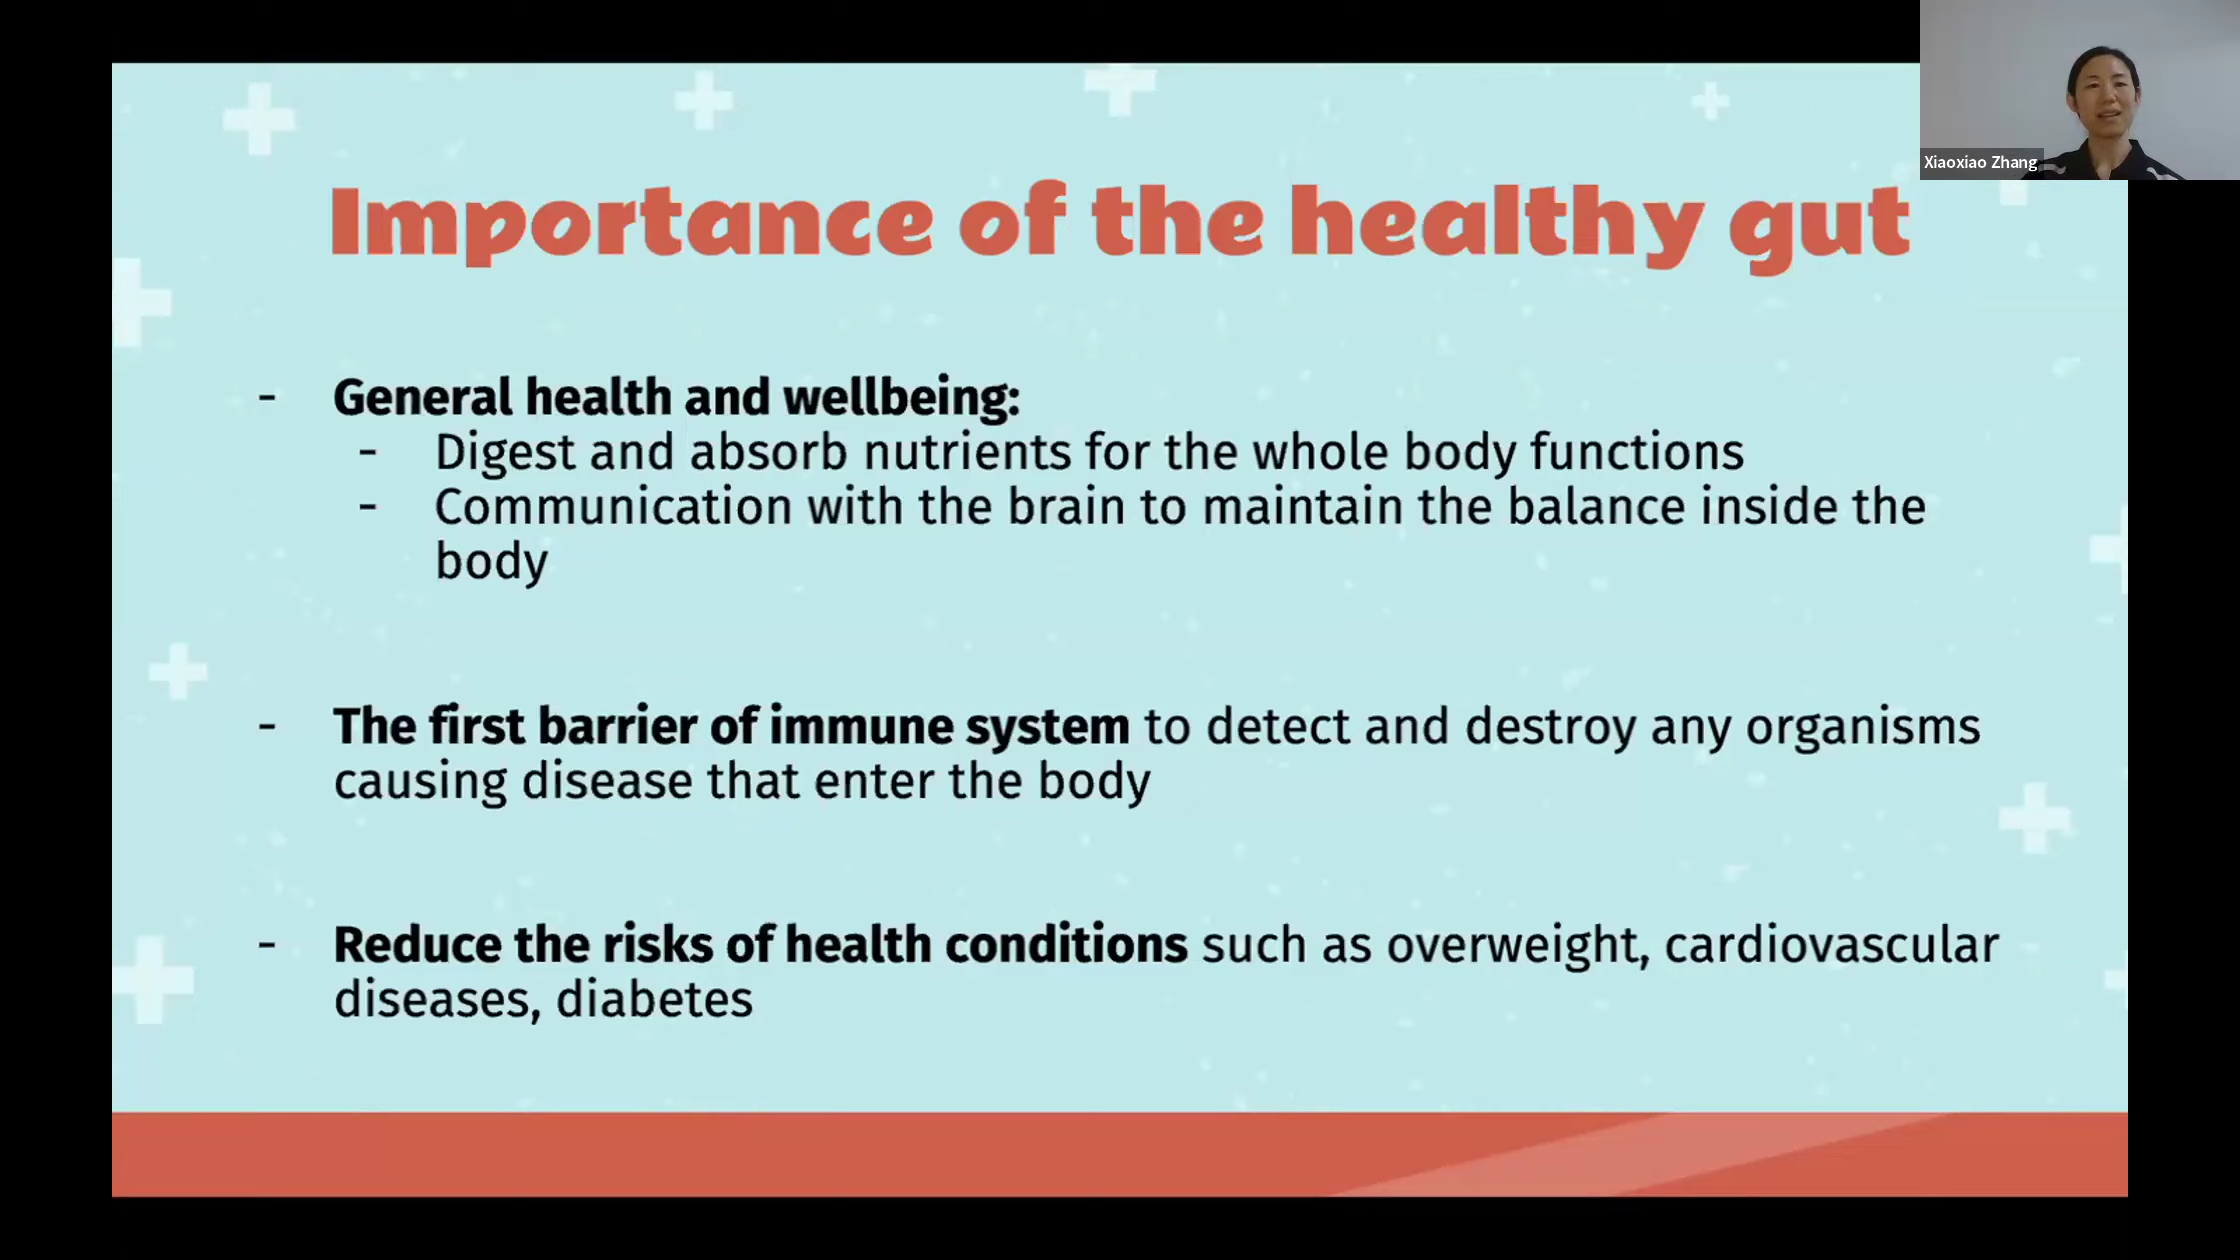 Xiaoxiao Zhang
Importance of the healthy gut
- General health and wellbeing:
- Digest and absorb nutrients for the whole body functions
- Communication with the brain to maintain the balance inside the
body
- The first barrier of immune system to detect and destroy any organisms
causing disease that enter the body
- Reduce the risks of health conditions such as overweight, cardiovascular
diseases, diabetes